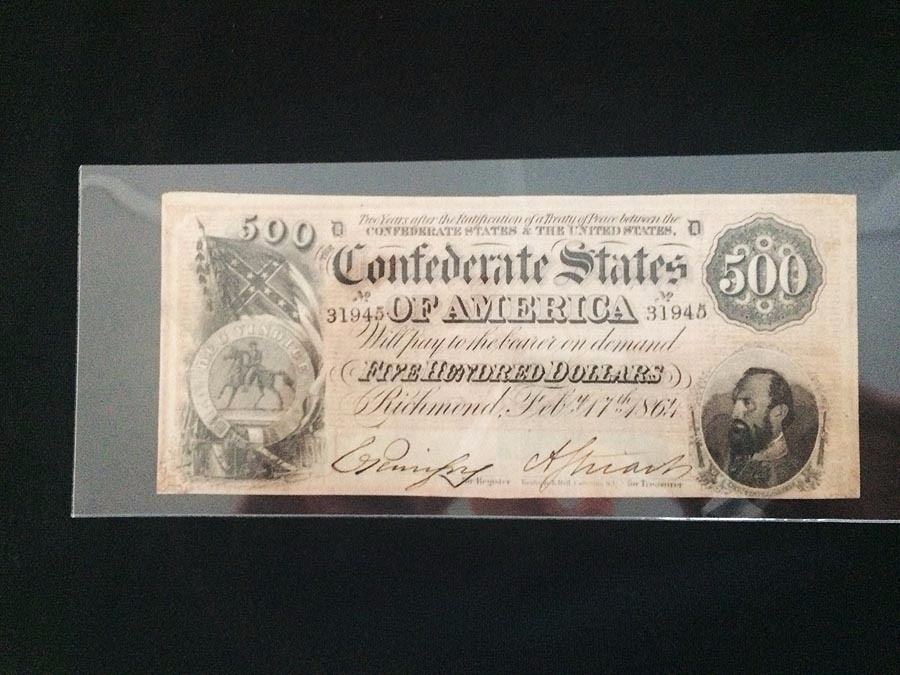 500 D Two Years after the Ratification of a Treaty of Peace between the D
CONFEDERATE STATES & THE UNITED STATES,
Confederate States 500
No No
31945 OF AMERICA 31945
Will pay to the bearer on demand
FIVE HUNDRED DOLLARS
Richmond, Feby 17th 1864
for Register for Treasurer